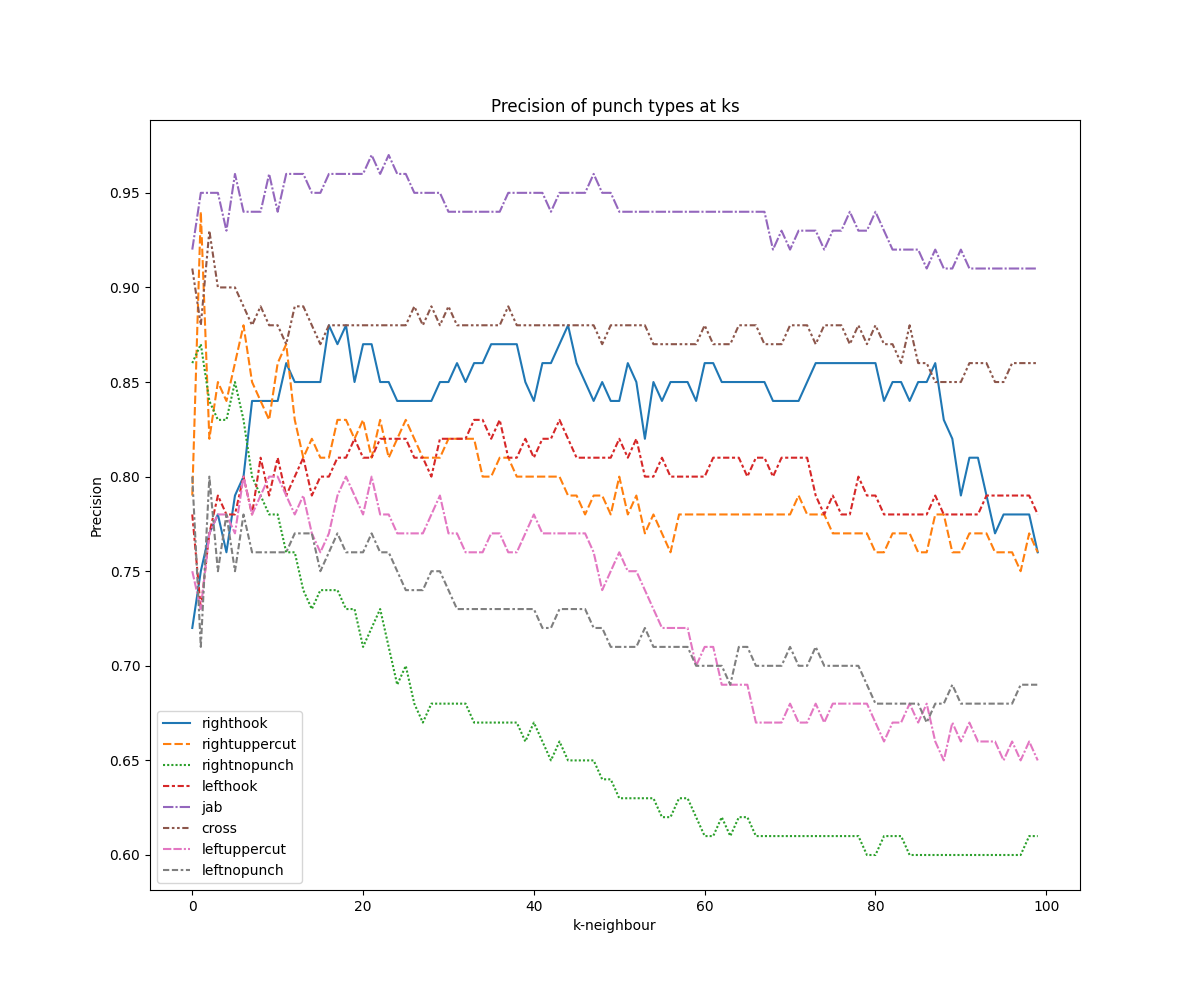 Precision of punch types at ks
0.95
0.90
0.85
0.80
0.75
0.70
0.65
0.60
Precision
righthook
rightuppercut
rightnopunch
lefthook
jab
cross
leftuppercut
leftnopunch
0 20 40 60 80 100
k-neighbour